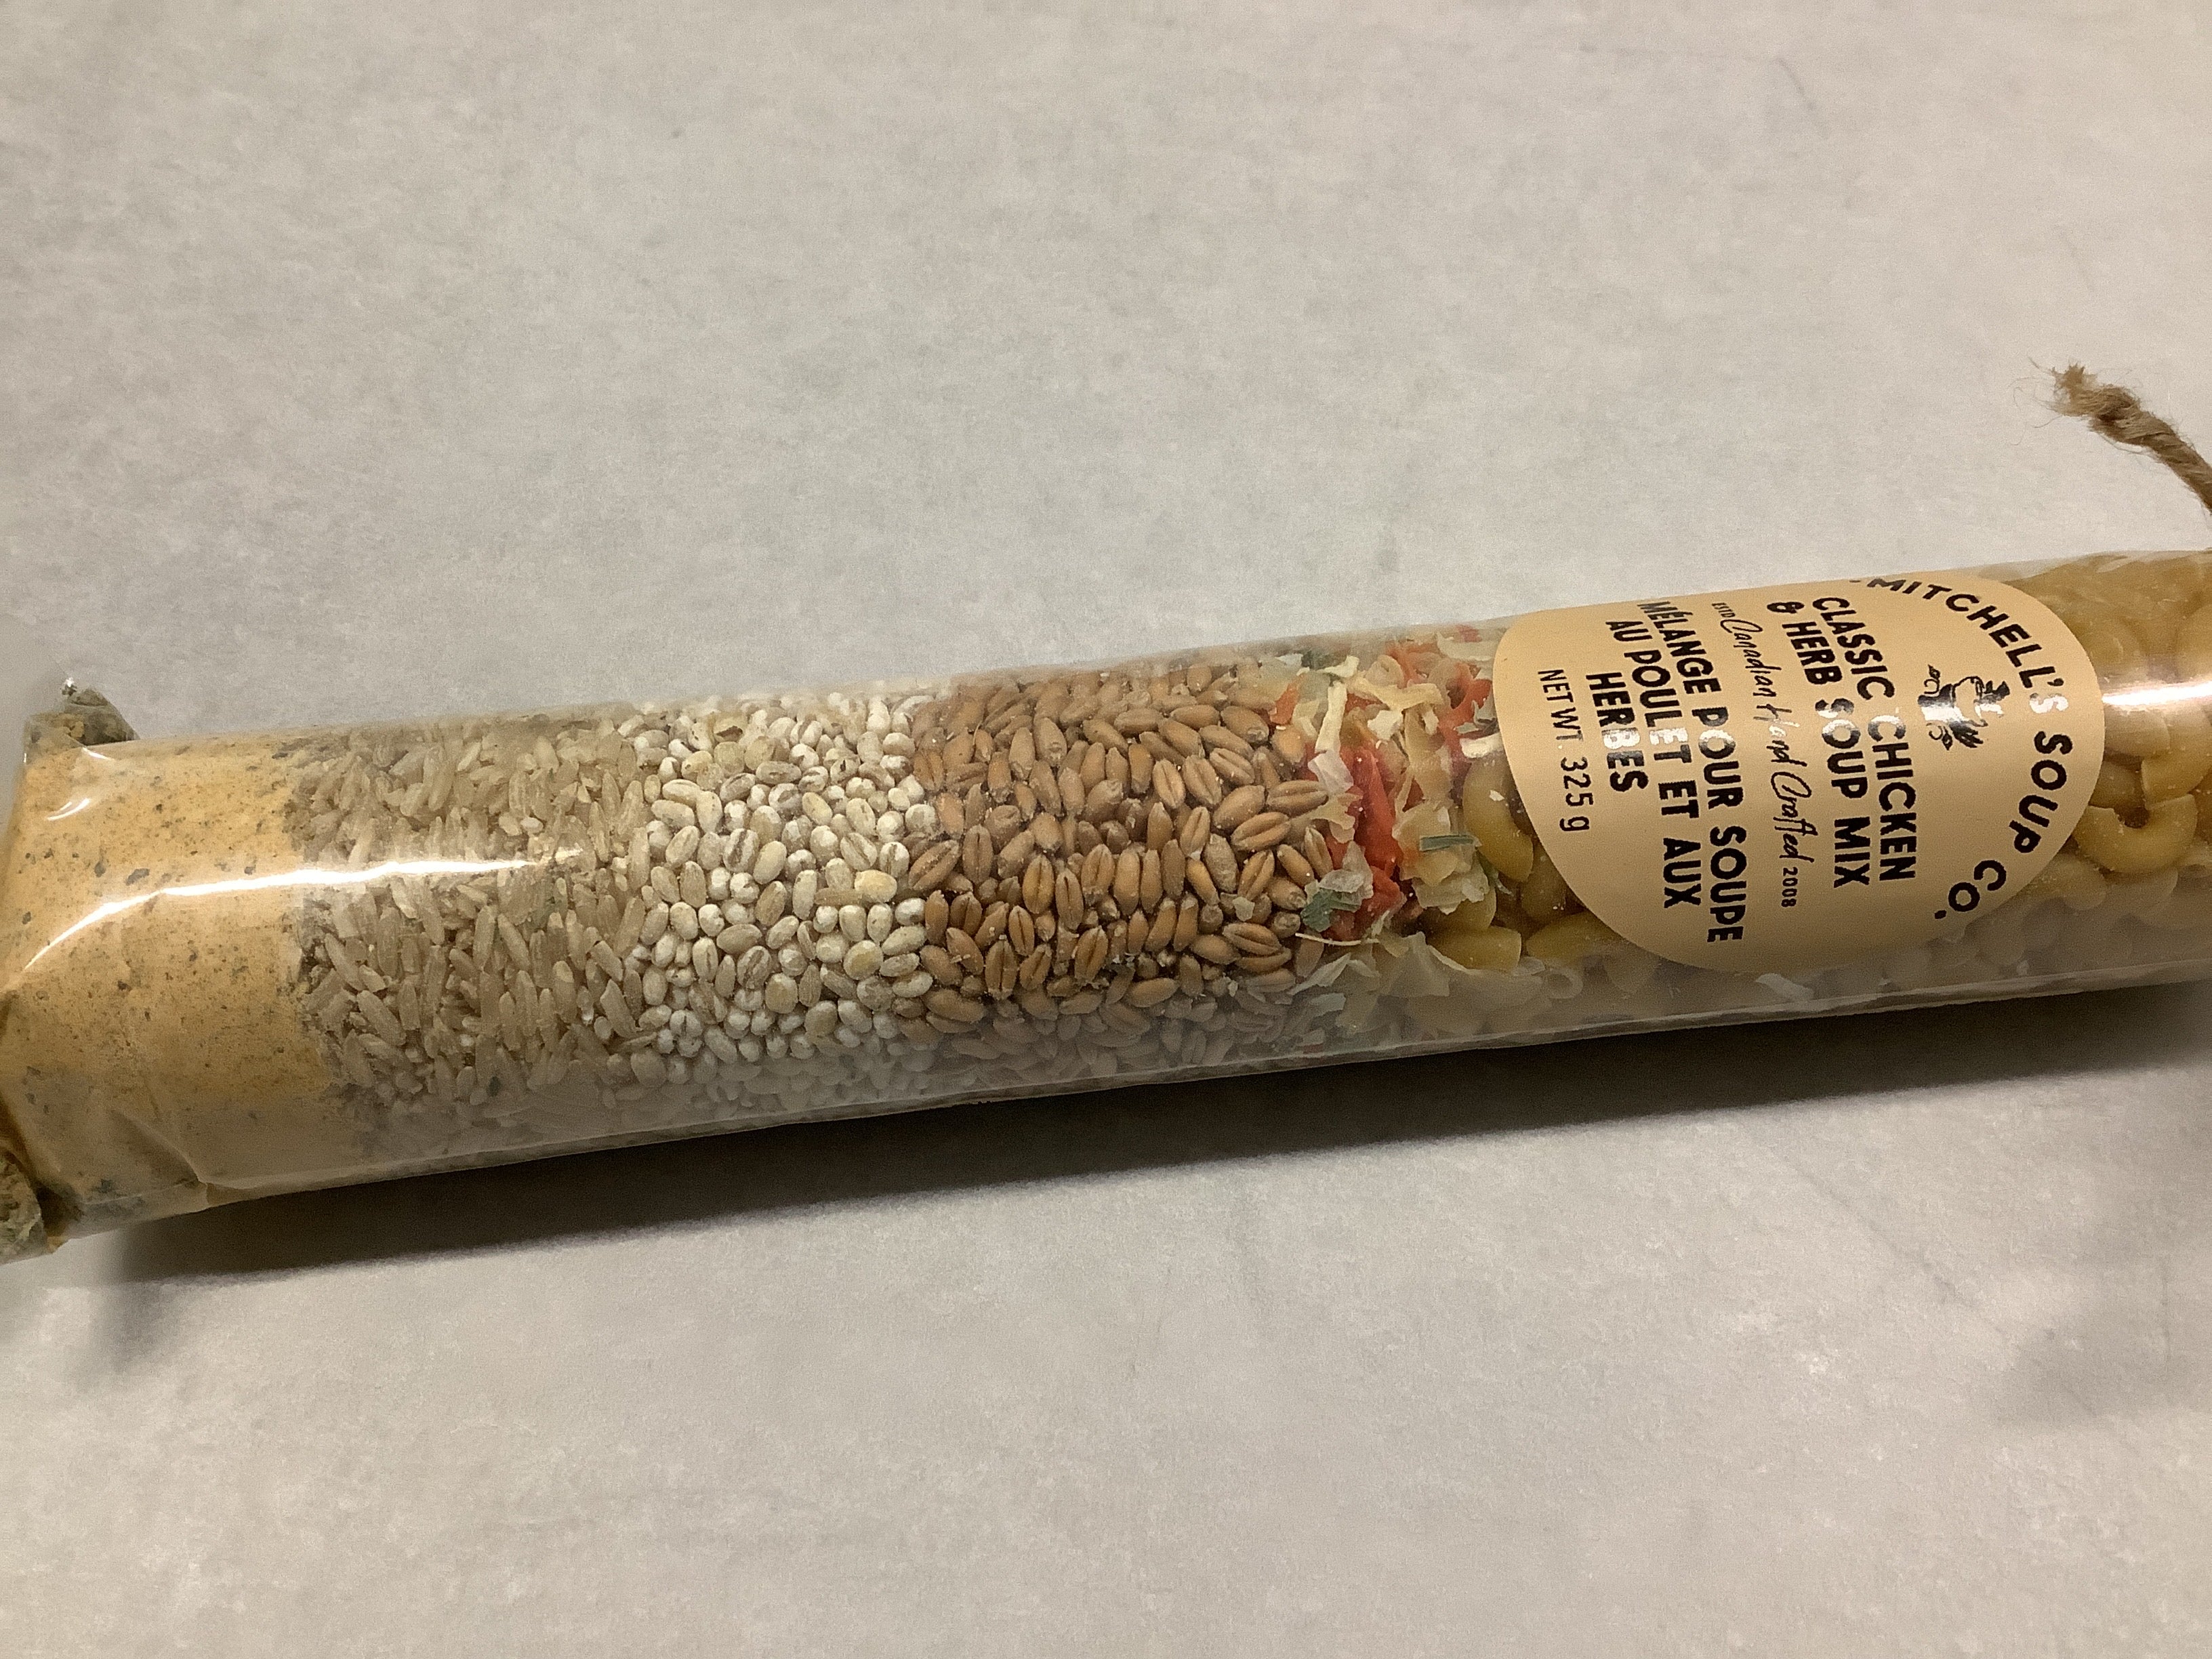 MITCHELL'S SOUP CO.
CLASSIC CHICKEN
& HERB SOUP MIX
ESTD Canadian Hand Crafted 2008
MÉLANGE POUR SOUPE
AU POULET ET AUX
HERBES
NET WT. 325 g